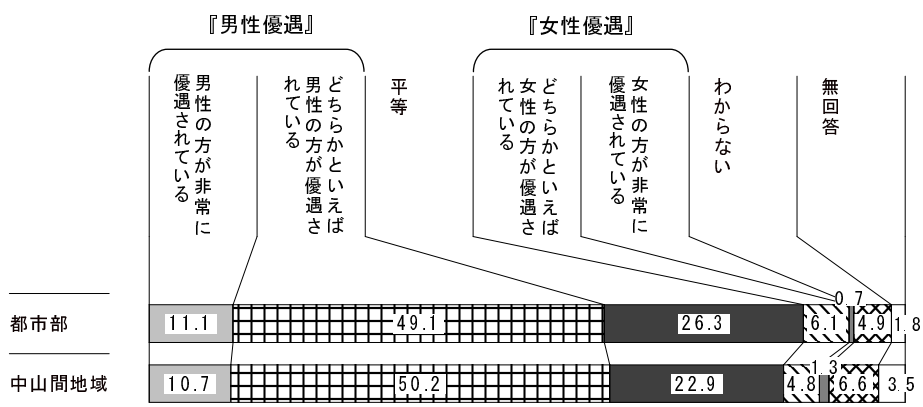 『男性優遇』
『女性優遇』
男性の方が非常に
優遇されている
どちらかといえば
男性の方が優遇さ
れている
平等
どちらかといえば
女性の方が優遇さ
れている
女性の方が非常に
優遇されている
わからない
無回答
都市部
11.1
49.1
26.3
6.1
0.7
4.9
1.8
中山間地域
10.7
50.2
22.9
4.8
1.3
6.6
3.5